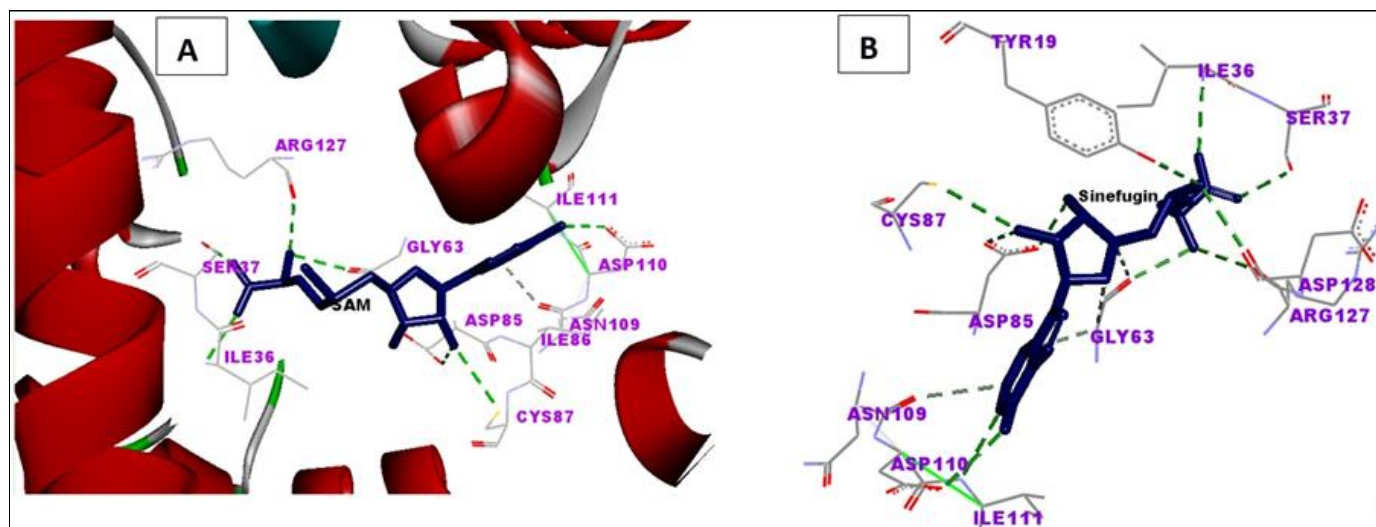 A
ARG127
ILE111
GLY63
SER37
ASP110
SAM
ASP85
ASN109
ILE86
ILE36
CYS87
B
TYR19
ILE36
SER37
Sinefugin
CYS87
ASP128
ASP85
GLY63
ARG127
ASN109
ASP110
ILE111